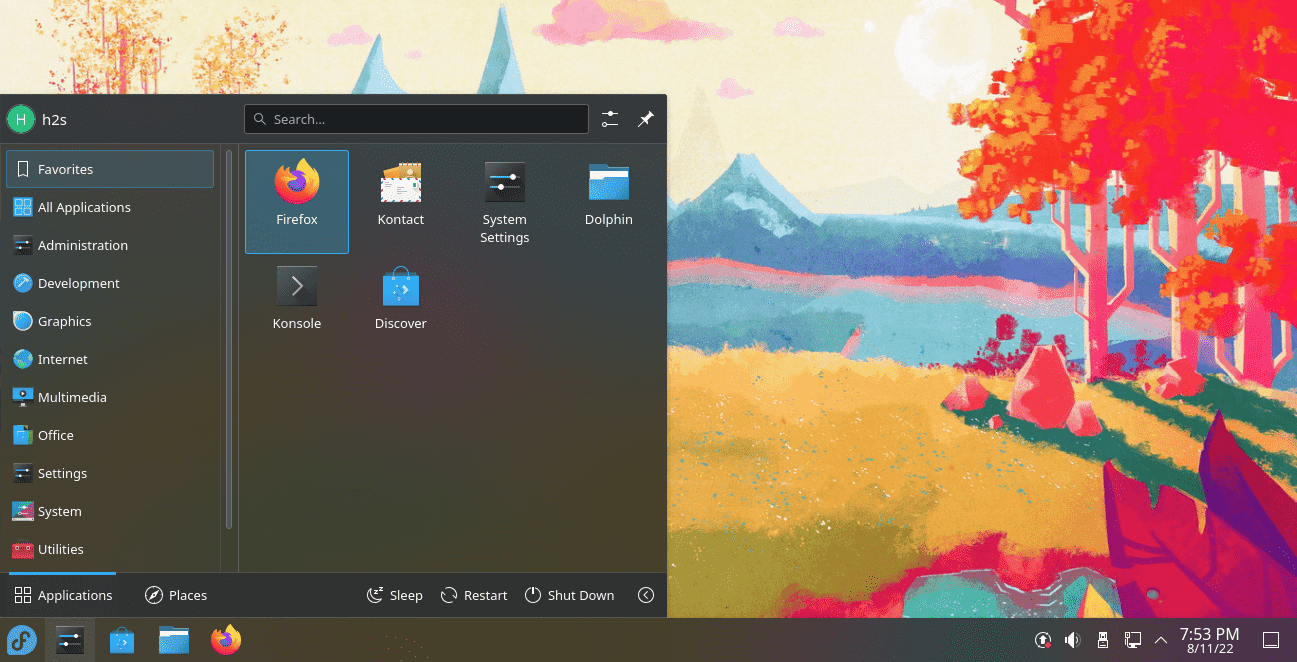 H
h2s
Search...
Favorites
All Applications
Administration
Development
Graphics
Internet
Multimedia
Office
Settings
System
Utilities
Firefox
Kontact
System
Settings
Dolphin
Konsole
Discover
Applications
Places
Sleep
Restart
Shut Down
7:53 PM
8/11/22